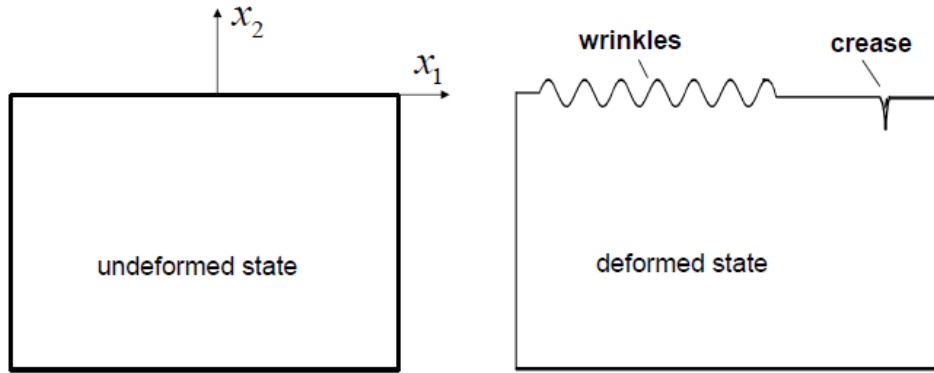 x₂
x₁
undeformed state
wrinkles
crease
deformed state